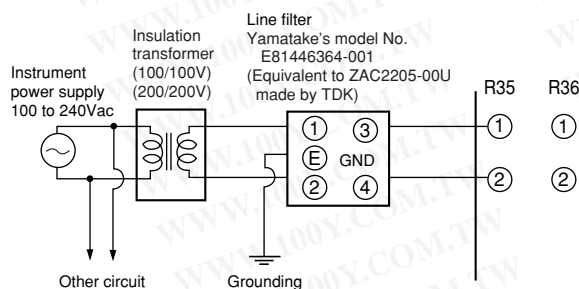 Line filter
Yamatake's model No.
E81446364-001
(Equivalent to ZAC2205-00U
made by TDK)
Insulation
transformer
(100/100V)
(200/200V)
Instrument
power supply
100 to 240Vac
R35
R36
1
3
E
GND
2
4
1
1
2
2
Other circuit
Grounding
WWW.100Y.COM.TW